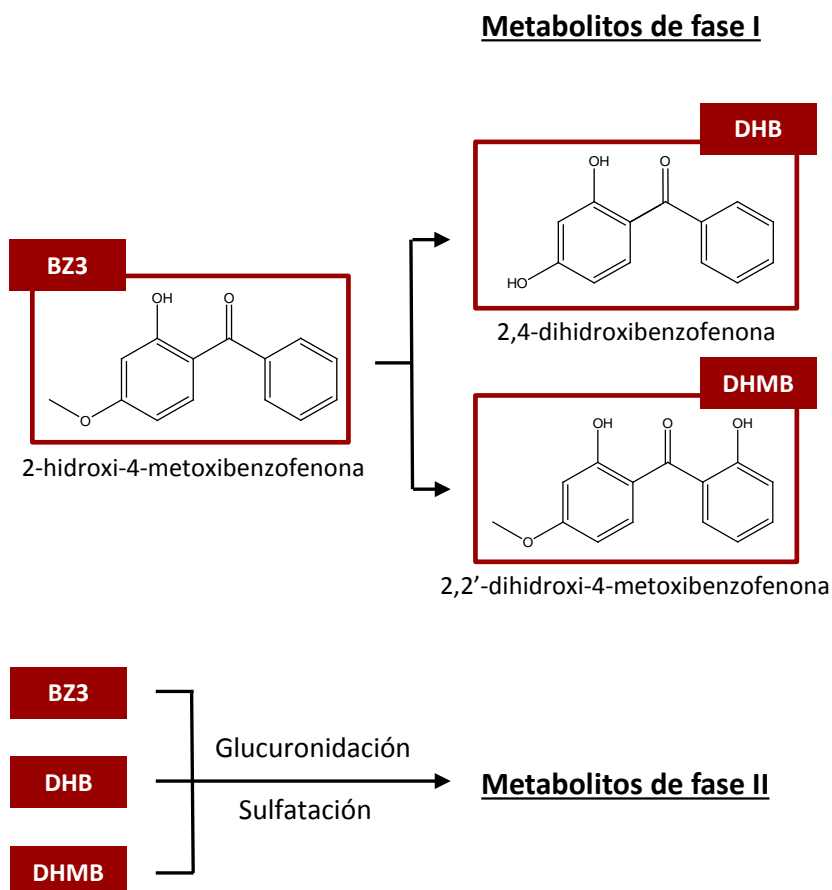 Metabolitos de fase I
DHB
OH
O
HO
2,4-dihidroxibenzofenona
BZ3
OH
O
O
2-hidroxi-4-metoxibenzofenona
DHMB
OH
O
OH
O
2,2’-dihidroxi-4-metoxibenzofenona
BZ3
DHB
DHMB
Glucuronidación
Sulfatación
Metabolitos de fase II